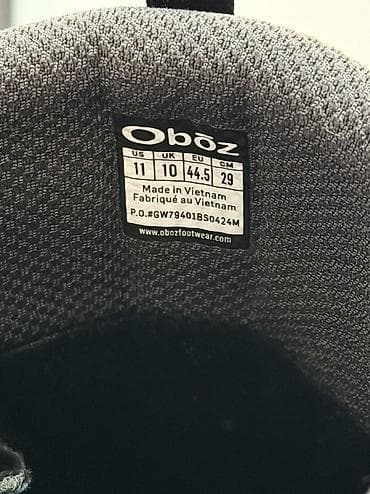 Obōz
US UK EU CM
11 10 44.5 29
Made in Vietnam
Fabriqué au Vietnam
P.O.#GW79401BS0424M
www.obozfootwear.com